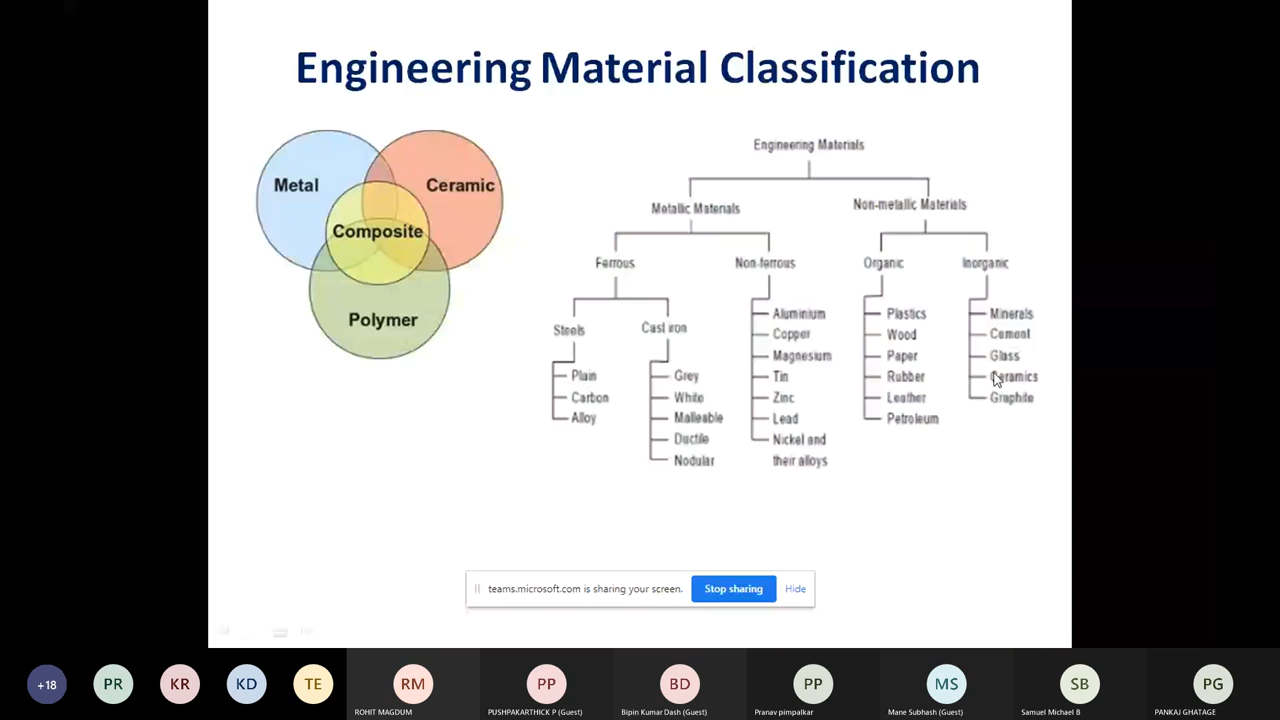 Engineering Material Classification
Metal
Ceramic
Composite
Polymer
Engineering Materials
Metallic Materials
Non-metallic Materials
Ferrous
Non-ferrous
Organic
Inorganic
Steels
Cast iron
Plain
Carbon
Alloy
Grey
White
Malleable
Ductile
Nodular
Aluminium
Copper
Magnesium
Tin
Zinc
Lead
Nickel and
their alloys
Plastics
Wood
Paper
Rubber
Leather
Petroleum
Minerals
Cement
Glass
Ceramics
Graphite
teams.microsoft.com is sharing your screen.
Stop sharing
Hide
+18
PR
KR
KD
TE
RM
ROHIT MAGDUM
PP
PUSHPAKARTHICK P (Guest)
BD
Bipin Kumar Dash (Guest)
PP
Pranav pimpalkar
MS
Mane Subhash (Guest)
SB
Samuel Michael B
PG
PANKAJ GHATAGE